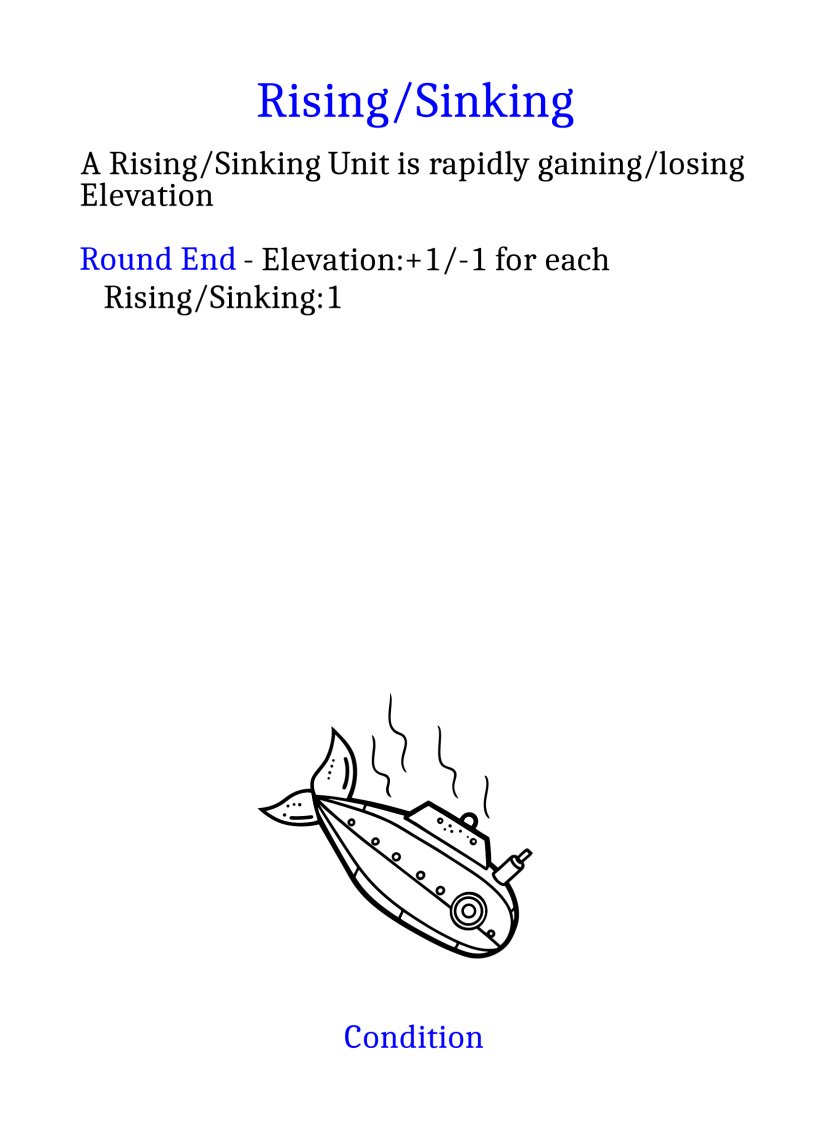 Rising/Sinking
A Rising/Sinking Unit is rapidly gaining/losing
Elevation
Round End - Elevation:+1/-1 for each
Rising/Sinking:1
Condition